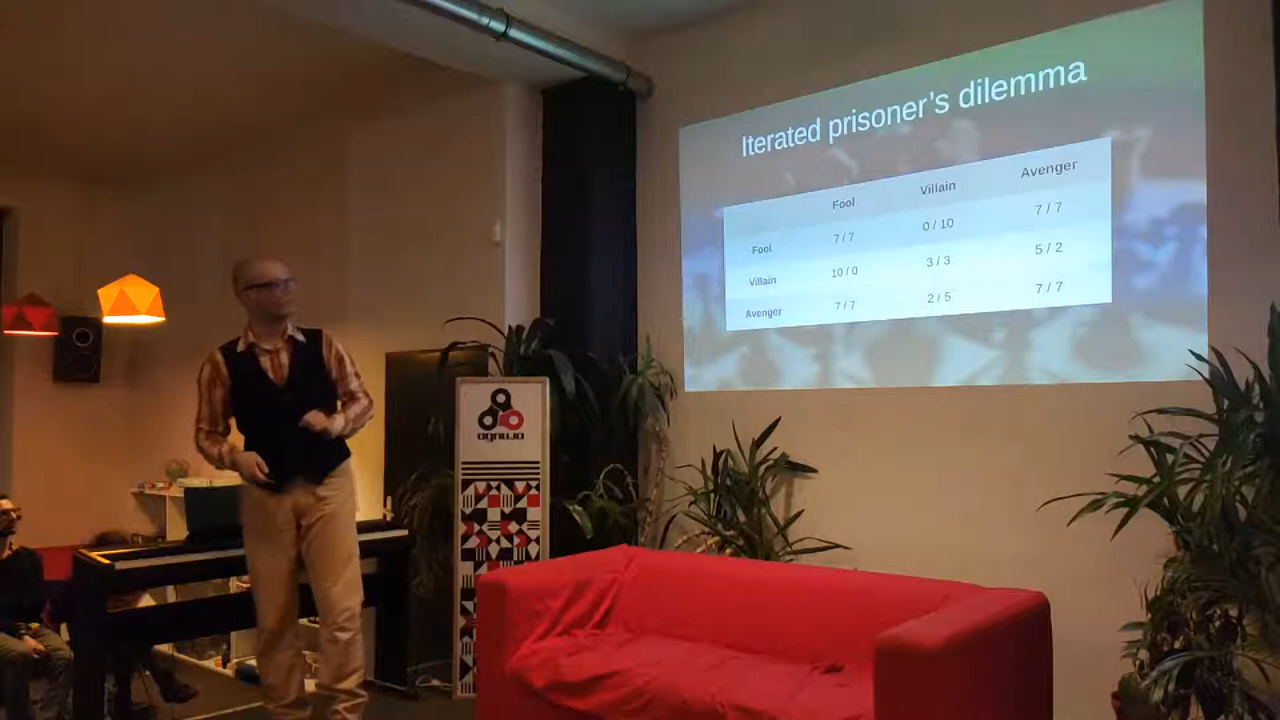 Iterated prisoner's dilemma
Fool Villain Avenger
Fool 7 / 7 0 / 10 7 / 7
Villain 10 / 0 3 / 3 5 / 2
Avenger 7 / 7 2 / 5 7 / 7
ognwjo